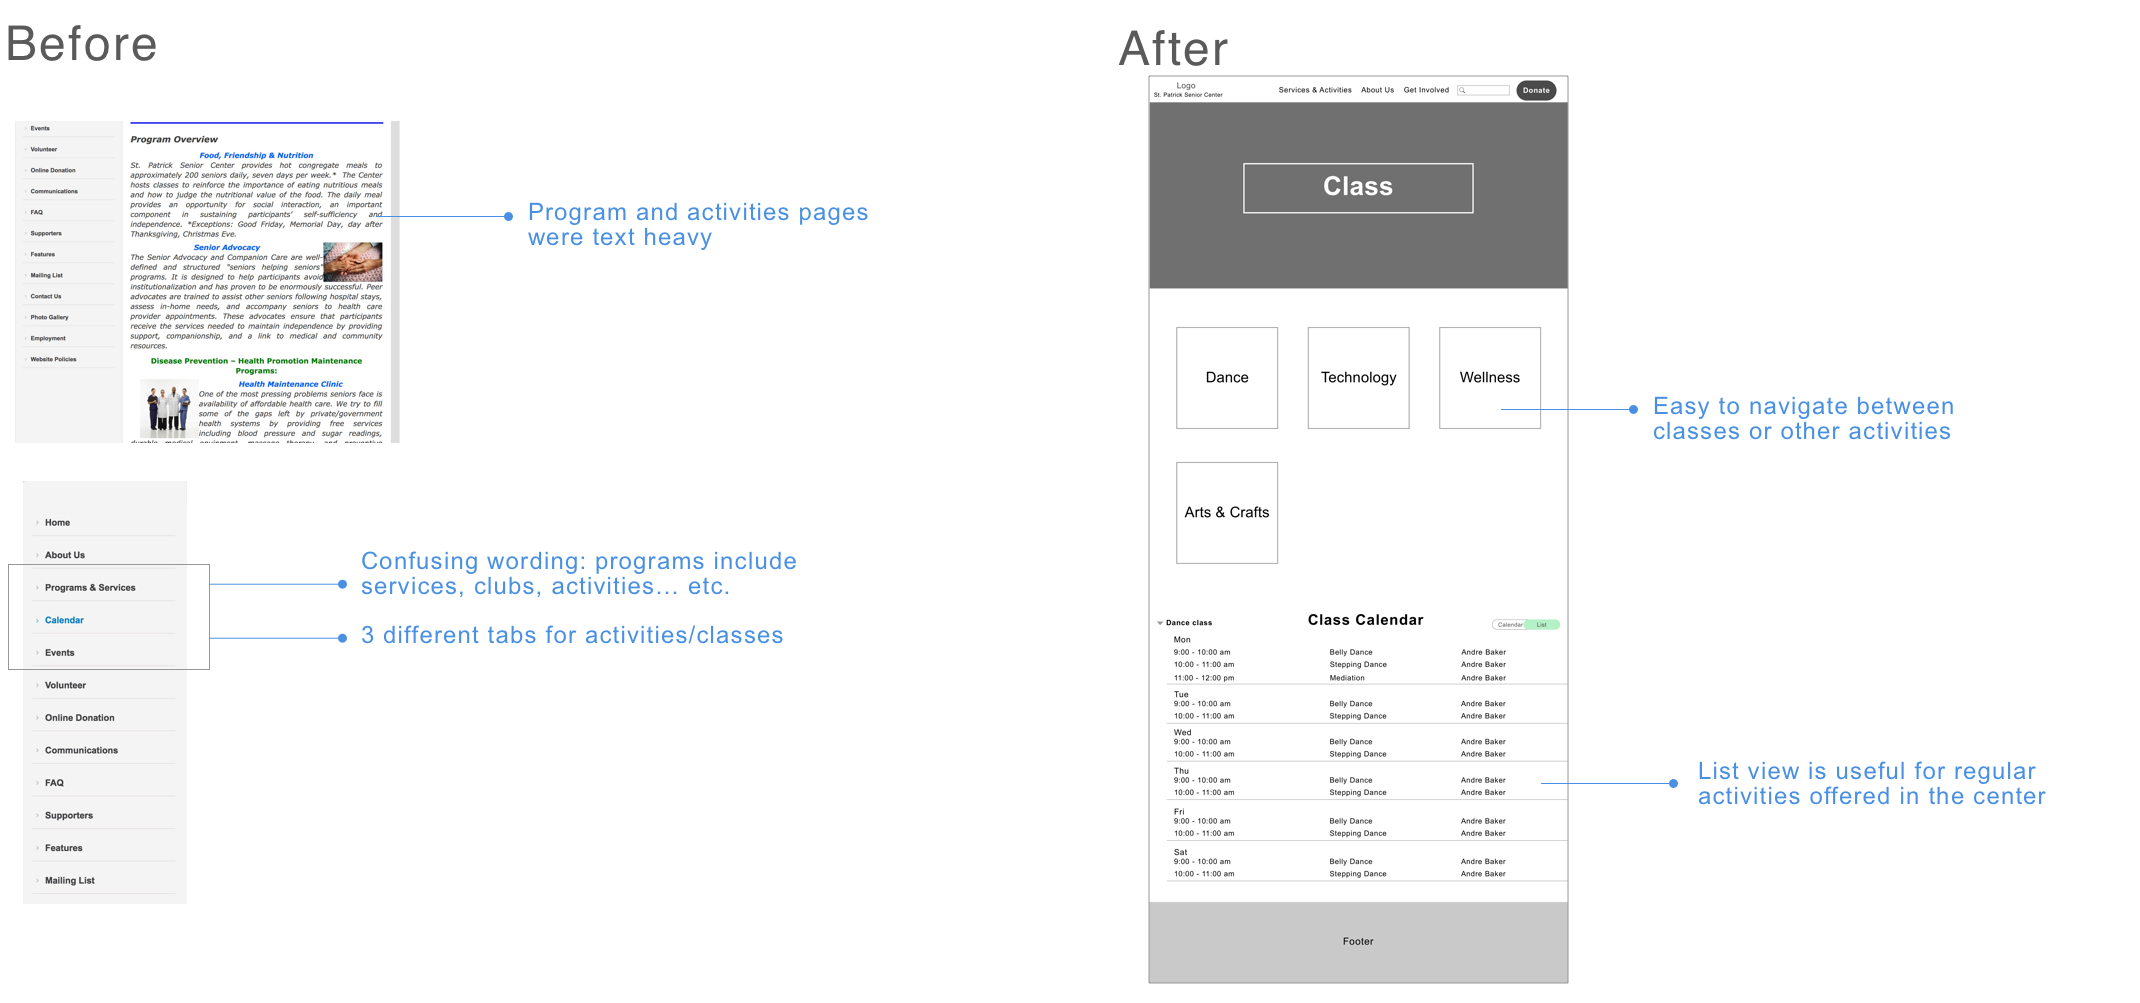 Before
Events
Volunteer
Online Donation
Communications
FAQ
Supporters
Features
Mailing List
Contact Us
Photo Gallery
Employment
Website Policies
Program Overview
Food, Friendship & Nutrition
St. Patrick Senior Center provides hot congregate meals to
approximately 200 seniors daily, seven days per week.* The Center
hosts classes to reinforce the importance of eating nutritious meals
and how to judge the nutritional value of the food. The daily meal
provides an opportunity for social interaction, an important
component in sustaining participants' self-sufficiency and
independence. *Exceptions: Good Friday, Memorial Day, day after
Thanksgiving, Christmas Eve.
Senior Advocacy
The Senior Advocacy and Companion Care are well-
defined and structured "seniors helping seniors"
programs. It is designed to help participants avoid
institutionalization and has proven to be enormously successful. Peer
advocates are trained to assist other seniors following hospital stays,
assess in-home needs, and accompany seniors to health care
provider appointments. These advocates ensure that participants
receive the services needed to maintain independence by providing
support, companionship, and a link to medical and community
resources.
Disease Prevention – Health Promotion Maintenance
Programs:
Health Maintenance Clinic
One of the most pressing problems seniors face is
availability of affordable health care. We try to fill
some of the gaps left by private/government
health systems by providing free services
including blood pressure and sugar readings,
durable medical equipment, massage therapy, and preventive
Program and activities pages
were text heavy
Home
About Us
Programs & Services
Calendar
Events
Volunteer
Online Donation
Communications
FAQ
Supporters
Features
Mailing List
Confusing wording: programs include
services, clubs, activities... etc.
3 different tabs for activities/classes
After
Logo
St. Patrick Senior Center
Services & Activities About Us Get Involved Donate
Class
Dance Technology Wellness
Arts & Crafts
Easy to navigate between
classes or other activities
Dance class Class Calendar Calendar List
Mon
9:00 - 10:00 am Belly Dance Andre Baker
10:00 - 11:00 am Stepping Dance Andre Baker
11:00 - 12:00 pm Mediation Andre Baker
Tue
9:00 - 10:00 am Belly Dance Andre Baker
10:00 - 11:00 am Stepping Dance Andre Baker
Wed
9:00 - 10:00 am Belly Dance Andre Baker
10:00 - 11:00 am Stepping Dance Andre Baker
Thu
9:00 - 10:00 am Belly Dance Andre Baker
10:00 - 11:00 am Stepping Dance Andre Baker
Fri
9:00 - 10:00 am Belly Dance Andre Baker
10:00 - 11:00 am Stepping Dance Andre Baker
Sat
9:00 - 10:00 am Belly Dance Andre Baker
10:00 - 11:00 am Stepping Dance Andre Baker
List view is useful for regular
activities offered in the center
Footer